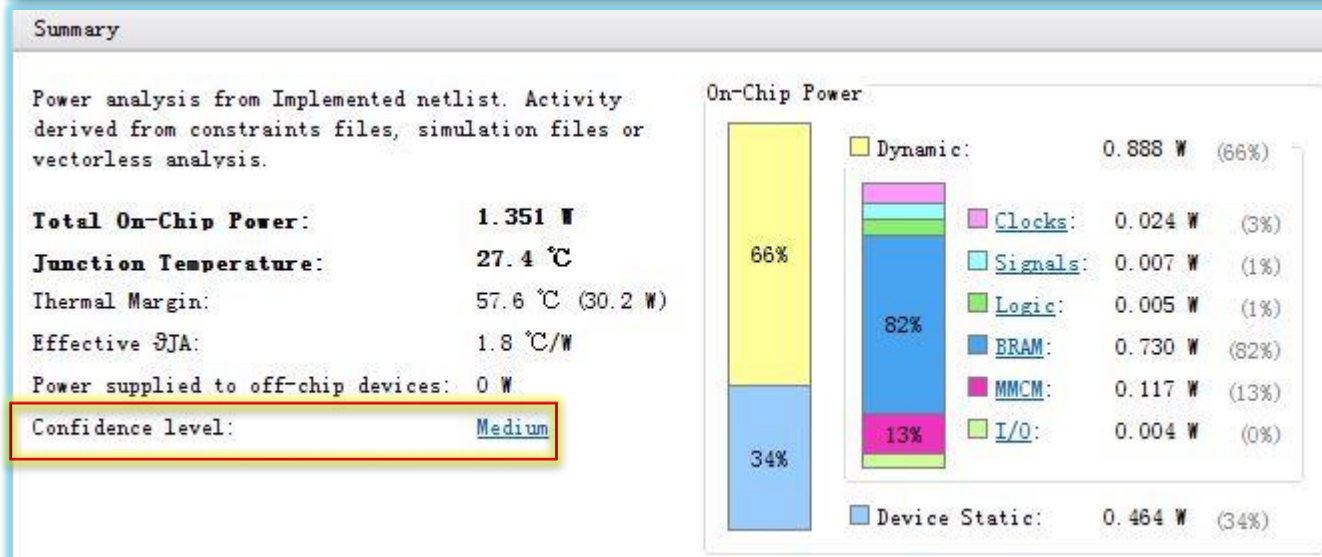 Summary
Power analysis from Implemented netlist. Activity
derived from constraints files, simulation files or
vectorless analysis.
Total On-Chip Power: 1.351 W
Junction Temperature: 27.4 ℃
Thermal Margin: 57.6 ℃ (30.2 W)
Effective ϑJA: 1.8 ℃/W
Power supplied to off-chip devices: 0 W
Confidence level: Medium
On-Chip Power
66%
34%
Dynamic: 0.888 W (66%)
82%
13%
Clocks: 0.024 W (3%)
Signals: 0.007 W (1%)
Logic: 0.005 W (1%)
BRAM: 0.730 W (82%)
MMCM: 0.117 W (13%)
I/O: 0.004 W (0%)
Device Static: 0.464 W (34%)